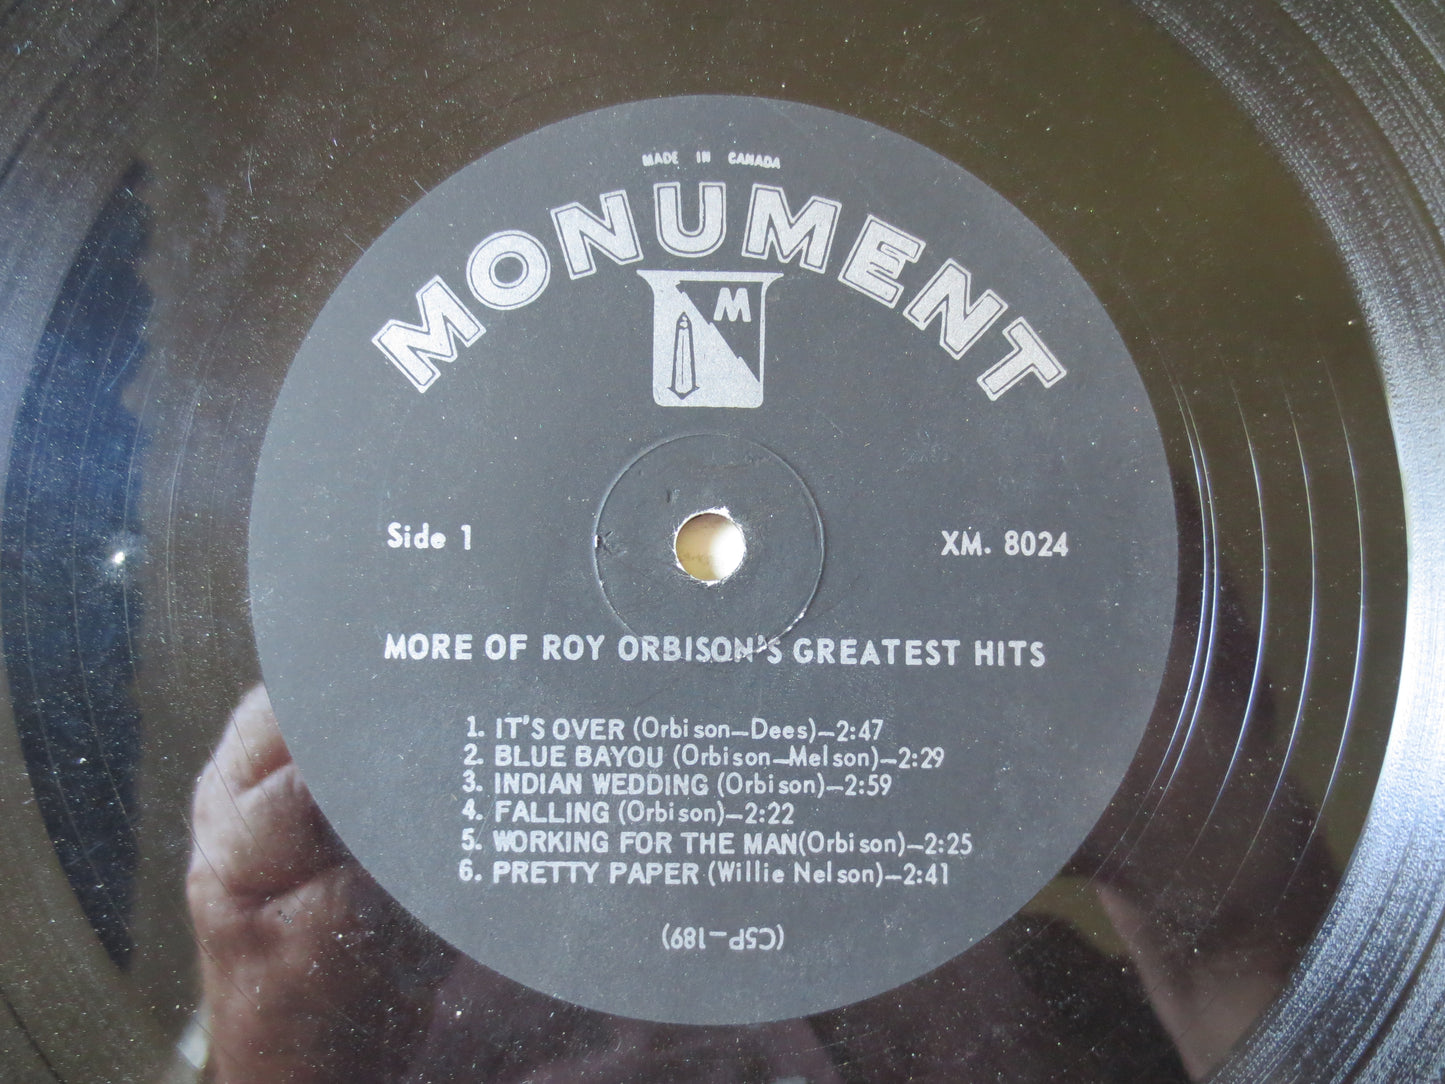 MADE IN CANADA
MONUMENT
M
Side 1
XM. 8024
MORE OF ROY ORBISON'S GREATEST HITS
1. IT'S OVER (Orbison–Dees)–2:47
2. BLUE BAYOU (Orbison–Melson)–2:29
3. INDIAN WEDDING (Orbison)–2:59
4. FALLING (Orbison)–2:22
5. WORKING FOR THE MAN(Orbison)–2:25
6. PRETTY PAPER (Willie Nelson)–2:41
(CSP–189)